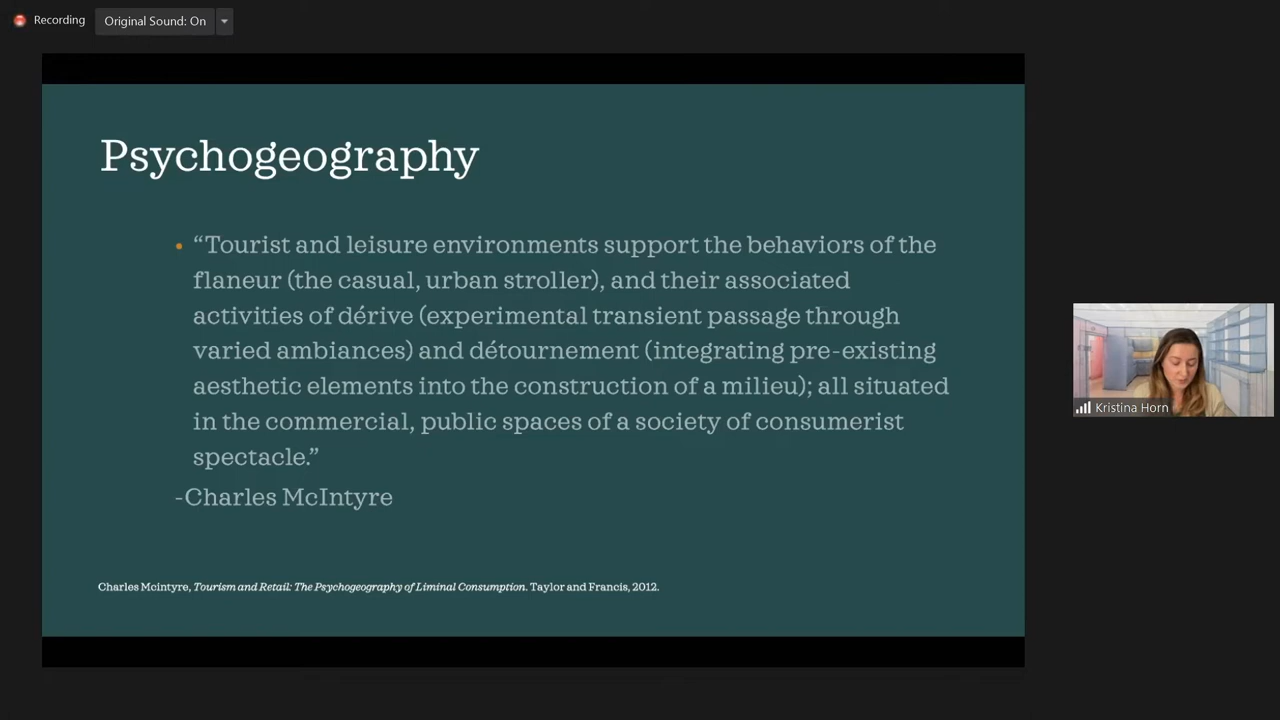 Recording
Original Sound: On
Psychogeography
• “Tourist and leisure environments support the behaviors of the
flaneur (the casual, urban stroller), and their associated
activities of dérive (experimental transient passage through
varied ambiances) and détournement (integrating pre-existing
aesthetic elements into the construction of a milieu); all situated
in the commercial, public spaces of a society of consumerist
spectacle.”
-Charles McIntyre
Charles Mcintyre, Tourism and Retail: The Psychogeography of Liminal Consumption. Taylor and Francis, 2012.
Kristina Horn